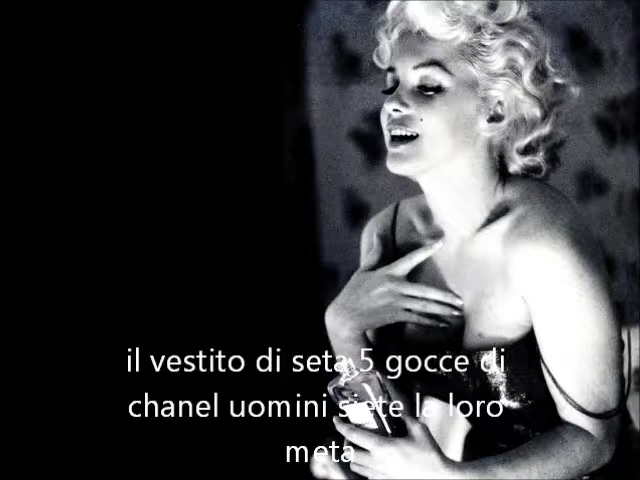 il vestito di seta 5 gocce di
chanel uomini siete la loro
meta